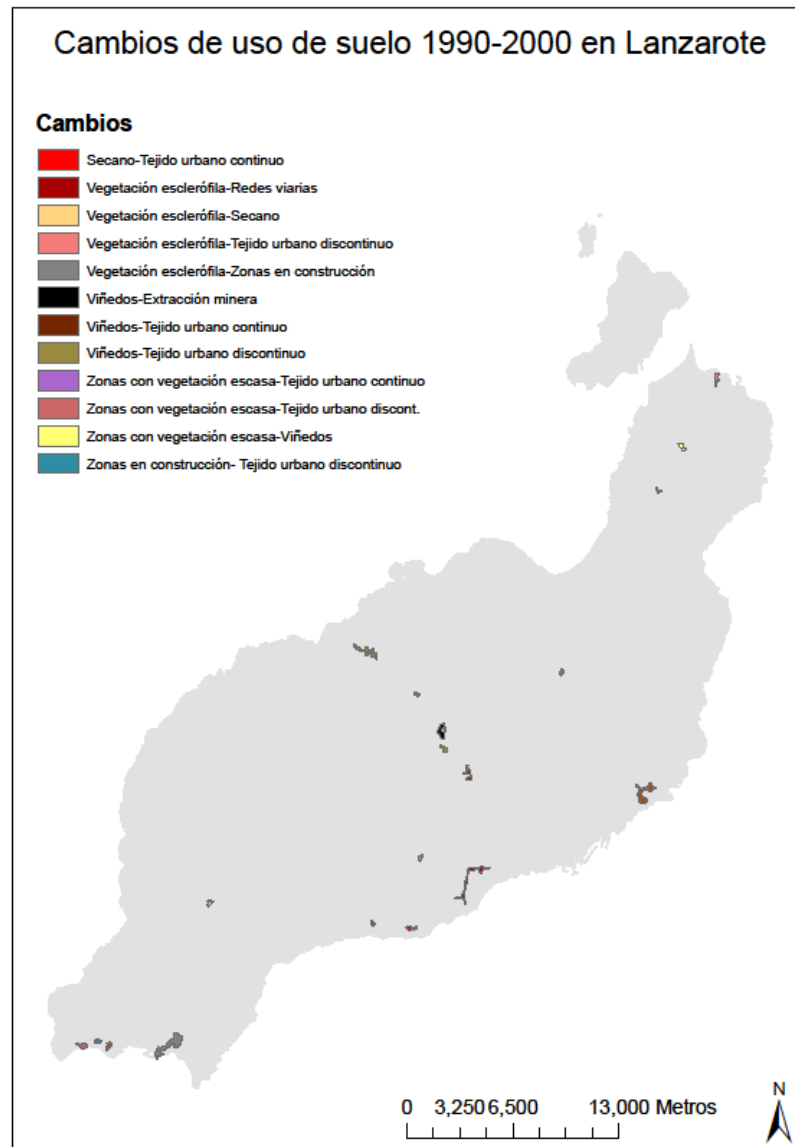 Cambios de uso de suelo 1990-2000 en Lanzarote
Cambios
Secano-Tejido urbano continuo
Vegetación esclerófila-Redes viarias
Vegetación esclerófila-Secano
Vegetación esclerófila-Tejido urbano discontinuo
Vegetación esclerófila-Zonas en construcción
Viñedos-Extracción minera
Viñedos-Tejido urbano continuo
Viñedos-Tejido urbano discontinuo
Zonas con vegetación escasa-Tejido urbano continuo
Zonas con vegetación escasa-Tejido urbano discont.
Zonas con vegetación escasa-Viñedos
Zonas en construcción- Tejido urbano discontinuo
N
0 3,250 6,500 13,000 Metros